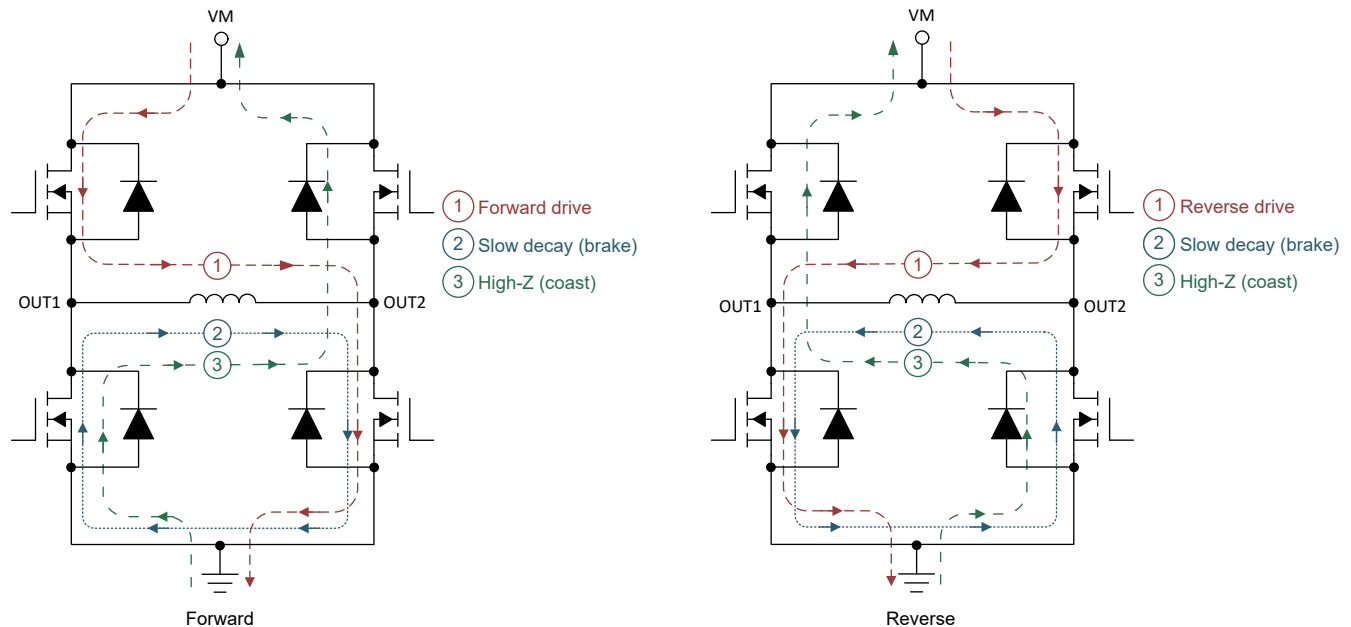 VM
1 Forward drive
2 Slow decay (brake)
3 High-Z (coast)
1
OUT1
OUT2
2
3
Forward
VM
1 Reverse drive
2 Slow decay (brake)
3 High-Z (coast)
1
OUT1
OUT2
2
3
Reverse